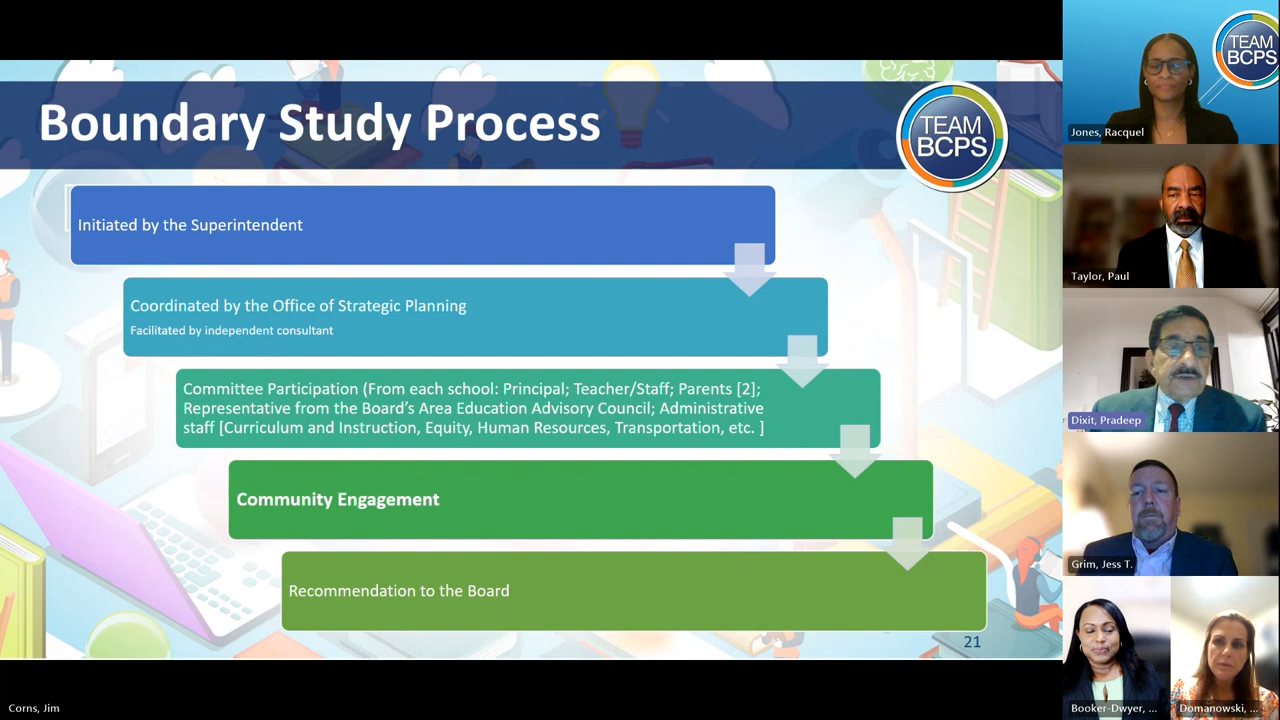 Boundary Study Process
TEAM
BCPS
Initiated by the Superintendent
Coordinated by the Office of Strategic Planning
Facilitated by independent consultant
Committee Participation (From each school: Principal; Teacher/Staff; Parents [2];
Representative from the Board's Area Education Advisory Council; Administrative
staff [Curriculum and Instruction, Equity, Human Resources, Transportation, etc. ]
Community Engagement
Recommendation to the Board
21
Corns, Jim
TEAM
BCPS
Jones, Racquel
Taylor, Paul
Dixit, Pradeep
Grim, Jess T.
Booker-Dwyer, ...
Domanowski, ...